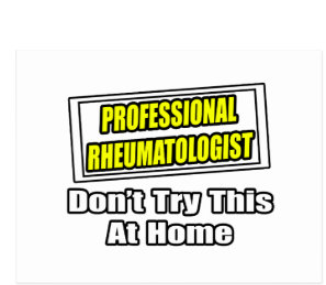 PROFESSIONAL
RHEUMATOLOGIST
Don't Try This
At Home